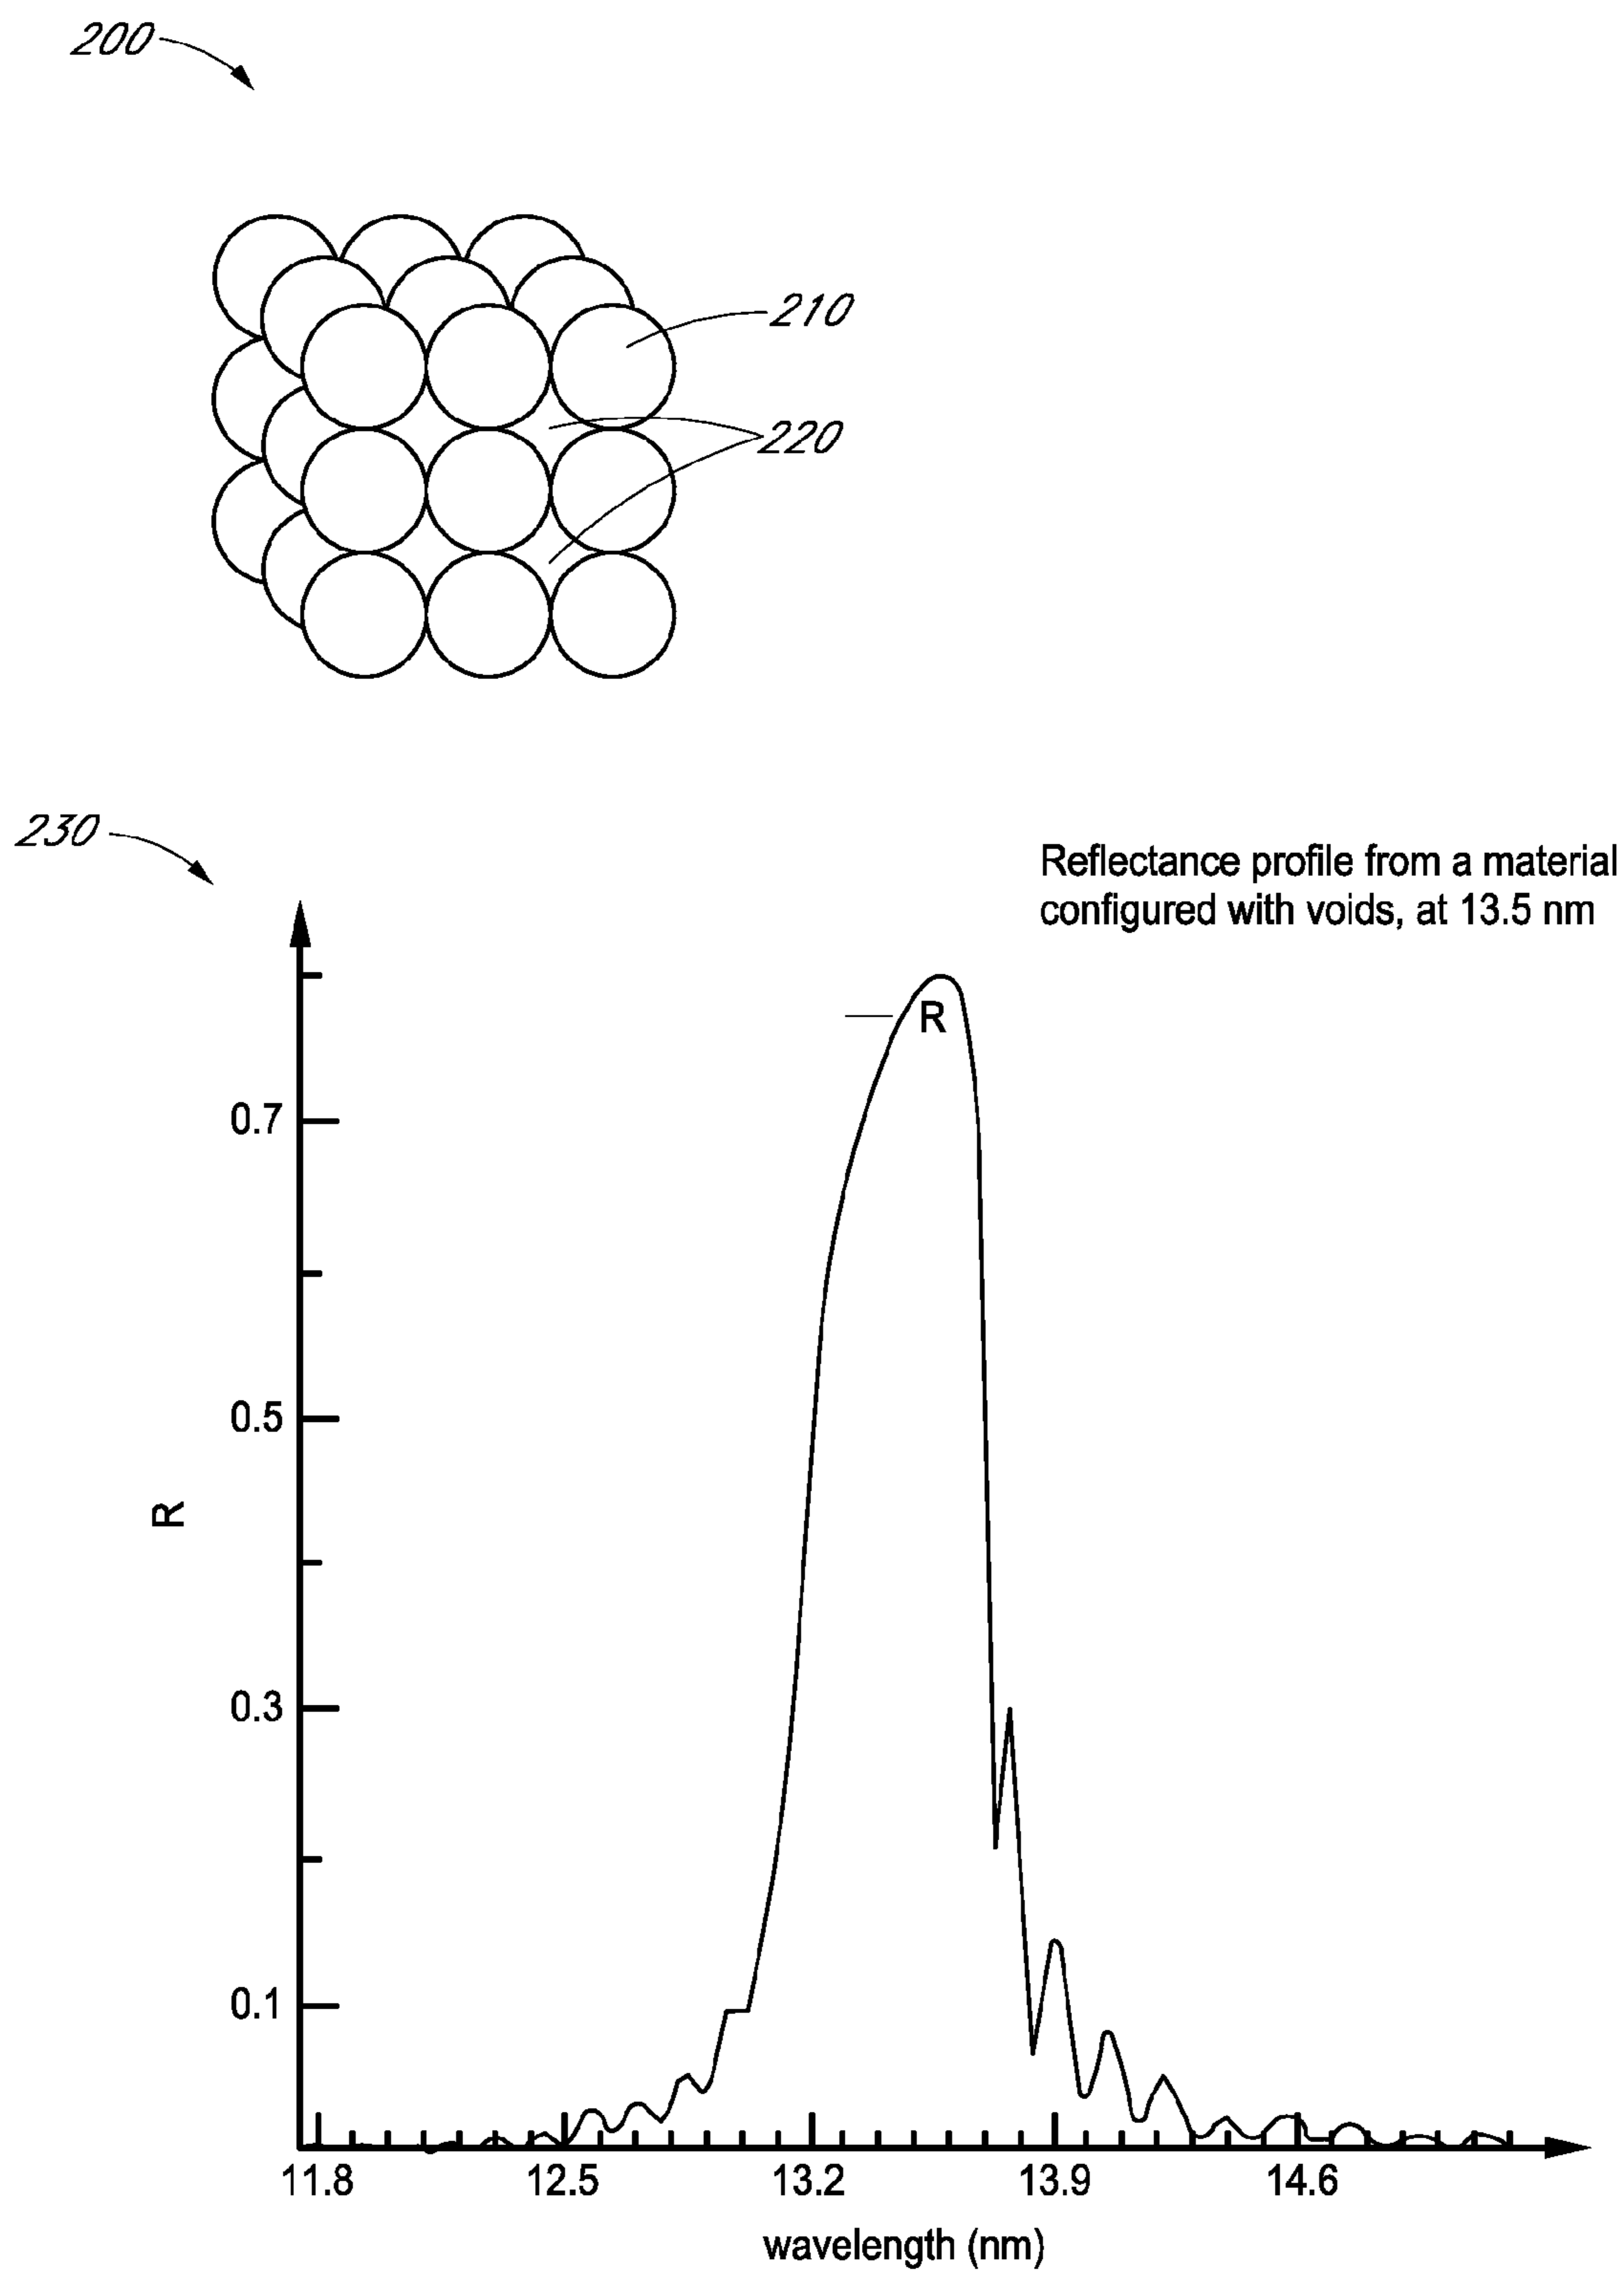 200
210
220
230
Reflectance profile from a material
configured with voids, at 13.5 nm
R
0.7
0.5
R
0.3
0.1
11.8 12.5 13.2 13.9 14.6
wavelength (nm)